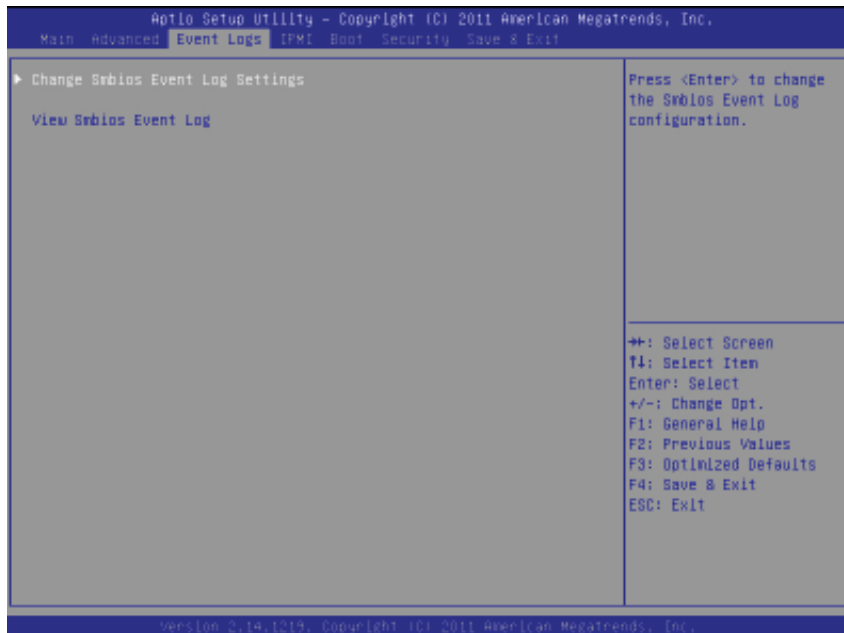 Aptio Setup Utility – Copyright (C) 2011 American Megatrends, Inc.
Main Advanced Event Logs IPMI Boot Security Save & Exit
▶ Change Smbios Event Log Settings
View Smbios Event Log
Press <Enter> to change
the Smbios Event Log
configuration.
→←: Select Screen
↑↓: Select Item
Enter: Select
+/-: Change Opt.
F1: General Help
F2: Previous Values
F3: Optimized Defaults
F4: Save & Exit
ESC: Exit
Version 2.14.1219. Copyright (C) 2011 American Megatrends, Inc.